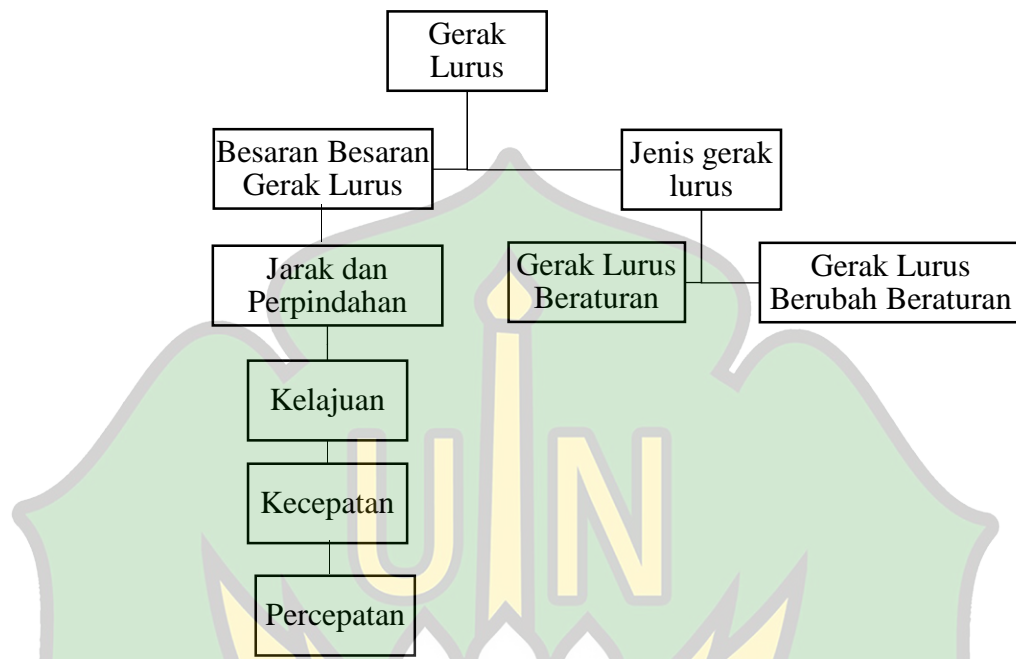 Gerak
Lurus
Besaran Besaran
Gerak Lurus
Jenis gerak
lurus
Jarak dan
Perpindahan
Gerak Lurus
Beraturan
Gerak Lurus
Berubah Beraturan
Kelajuan
Kecepatan
Percepatan
UIN